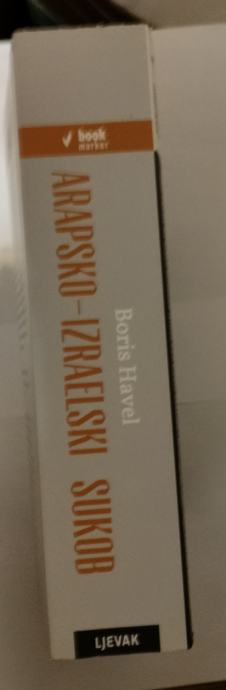 book
marker
Boris Havel
ARAPSKO-IZRAELSKI SUKOB
LJEVAK